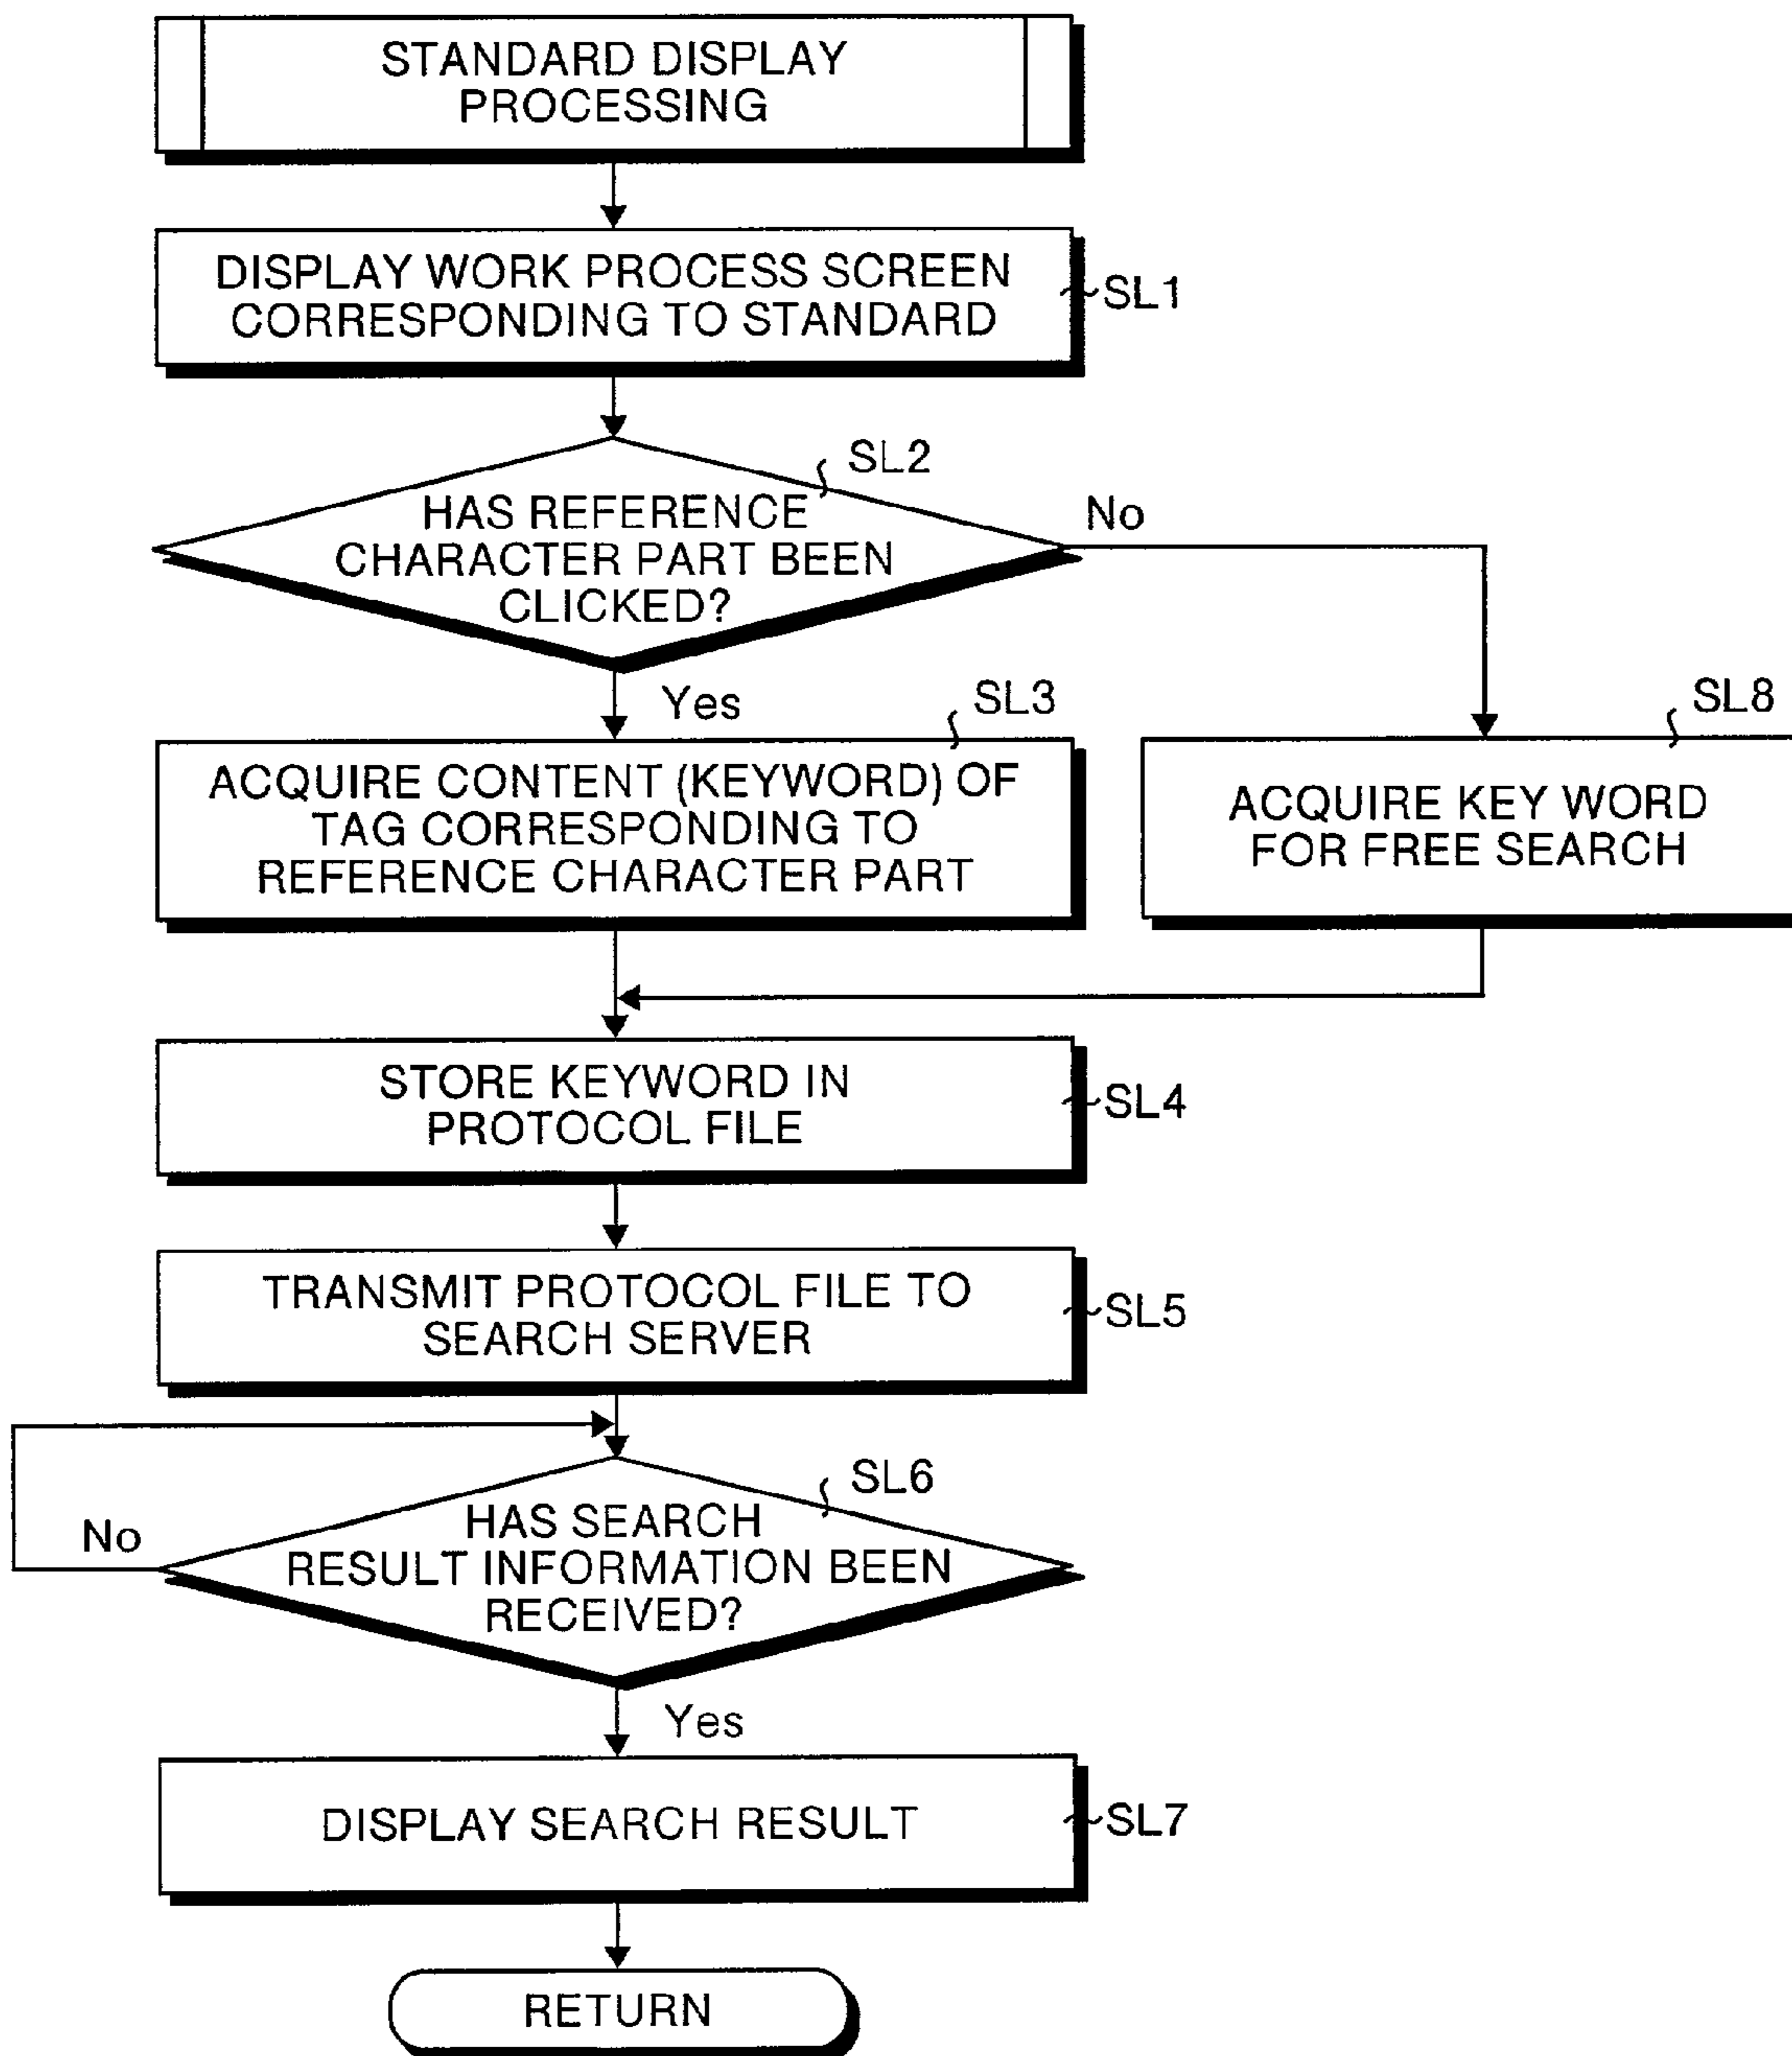 STANDARD DISPLAY
PROCESSING
DISPLAY WORK PROCESS SCREEN
CORRESPONDING TO STANDARD
SL1
SL2
HAS REFERENCE
CHARACTER PART BEEN
CLICKED?
No
Yes
SL3
ACQUIRE CONTENT (KEYWORD) OF
TAG CORRESPONDING TO
REFERENCE CHARACTER PART
SL8
ACQUIRE KEY WORD
FOR FREE SEARCH
STORE KEYWORD IN
PROTOCOL FILE
SL4
TRANSMIT PROTOCOL FILE TO
SEARCH SERVER
SL5
SL6
HAS SEARCH
RESULT INFORMATION BEEN
RECEIVED?
No
Yes
DISPLAY SEARCH RESULT
SL7
RETURN